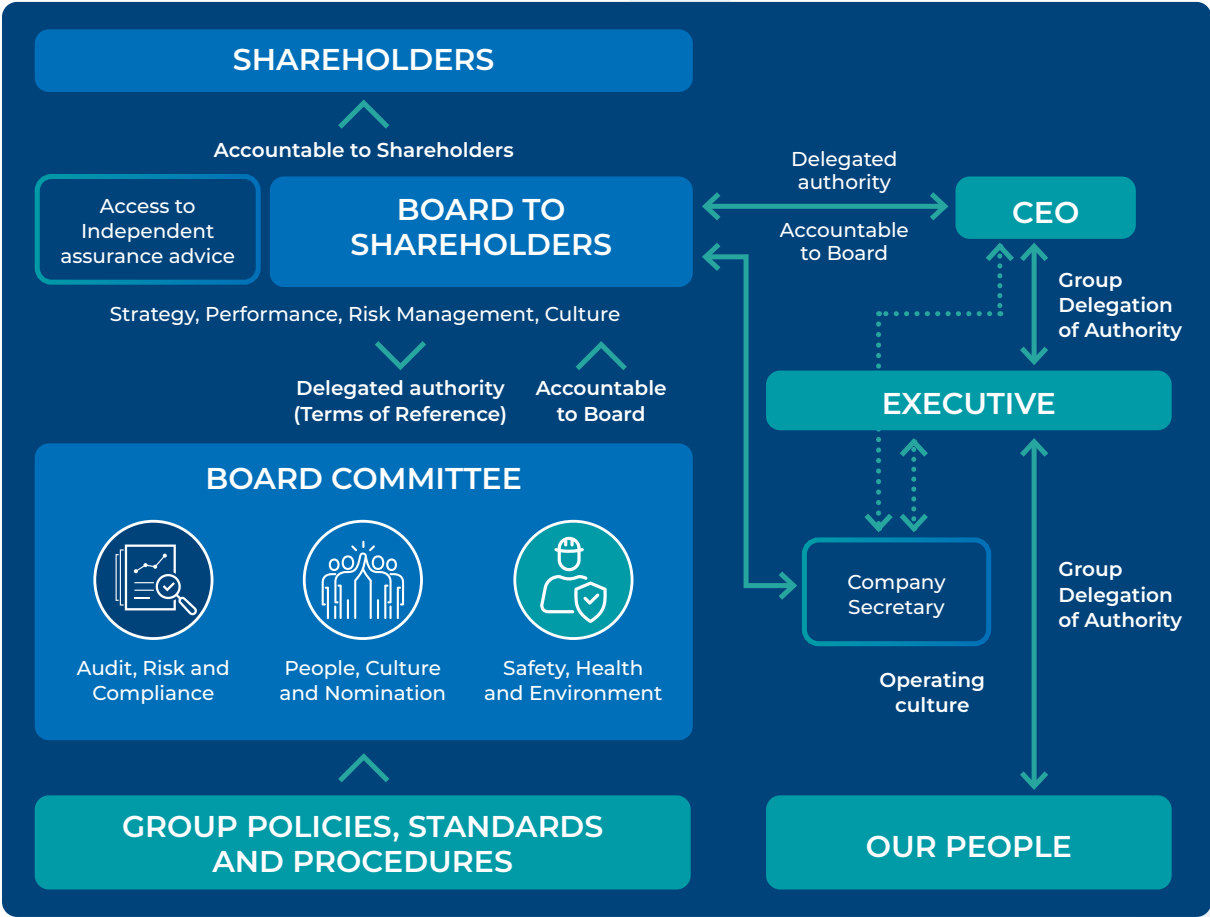 SHAREHOLDERS
Accountable to Shareholders
Access to
Independent
assurance advice
BOARD TO
SHAREHOLDERS
Delegated
authority
Accountable
to Board
CEO
Group
Delegation
of Authority
Strategy, Performance, Risk Management, Culture
Delegated authority
(Terms of Reference)
Accountable
to Board
EXECUTIVE
BOARD COMMITTEE
Audit, Risk and
Compliance
People, Culture
and Nomination
Safety, Health
and Environment
Company
Secretary
Group
Delegation
of Authority
Operating
culture
GROUP POLICIES, STANDARDS
AND PROCEDURES
OUR PEOPLE